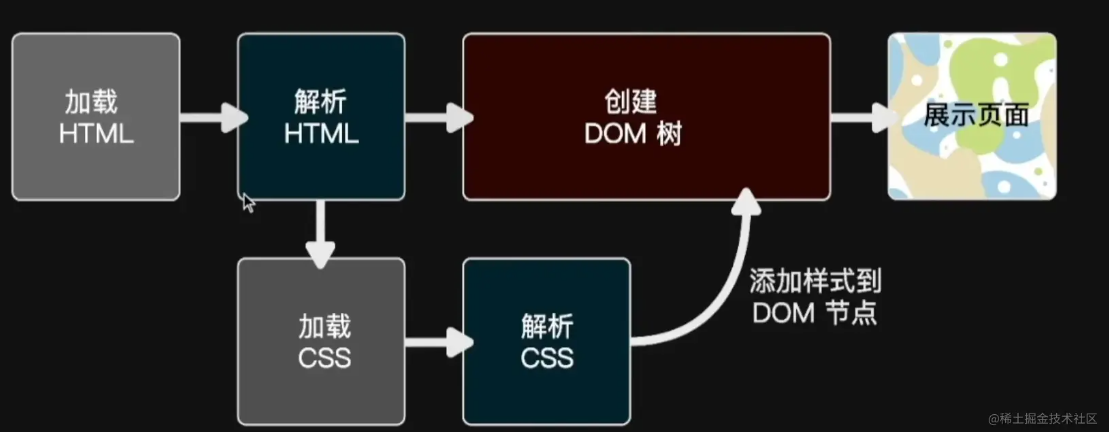 加载
HTML
解析
HTML
创建
DOM 树
展示页面
加载
CSS
解析
CSS
添加样式到
DOM 节点
@稀土掘金技术社区